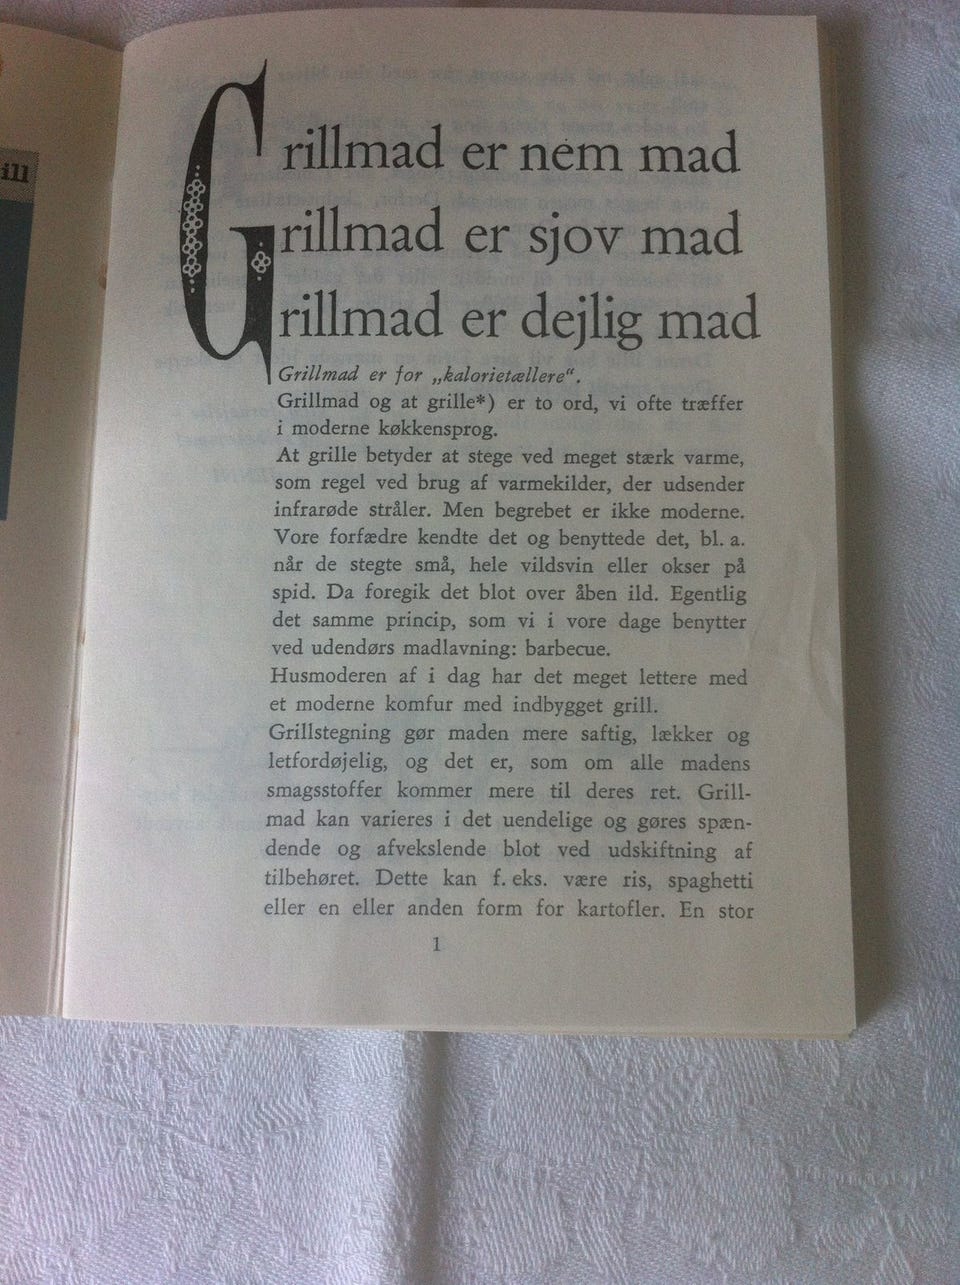 ill
Grillmad er nem mad
Grillmad er sjov mad
Grillmad er dejlig mad
Grillmad er for „kalorietællere“.
Grillmad og at grille*) er to ord, vi ofte træffer
i moderne køkkensprog.
At grille betyder at stege ved meget stærk varme,
som regel ved brug af varmekilder, der udsender
infrarøde stråler. Men begrebet er ikke moderne.
Vore forfædre kendte det og benyttede det, bl. a.
når de stegte små, hele vildsvin eller okser på
spid. Da foregik det blot over åben ild. Egentlig
det samme princip, som vi i vore dage benytter
ved udendørs madlavning: barbecue.
Husmoderen af i dag har det meget lettere med
et moderne komfur med indbygget grill.
Grillstegning gør maden mere saftig, lækker og
letfordøjelig, og det er, som om alle madens
smagsstoffer kommer mere til deres ret. Grill-
mad kan varieres i det uendelige og gøres spæn-
dende og afvekslende blot ved udskiftning af
tilbehøret. Dette kan f. eks. være ris, spaghetti
eller en eller anden form for kartofler. En stor
1